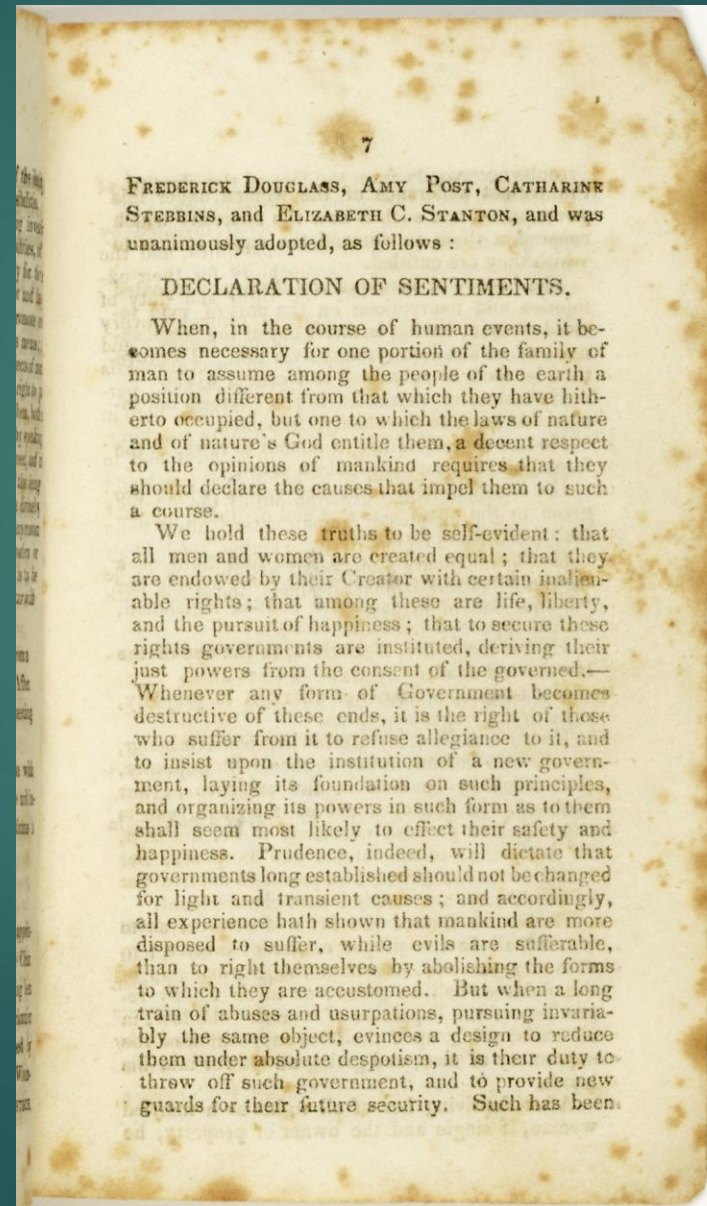 7
FREDERICK DOUGLASS, AMY POST, CATHARINE
STEBBINS, and ELIZABETH C. STANTON, and was
unanimously adopted, as follows :
DECLARATION OF SENTIMENTS.
When, in the course of human events, it be-
comes necessary for one portion of the family of
man to assume among the people of the earth a
position different from that which they have hith-
erto occupied, but one to which the laws of nature
and of nature's God entitle them, a decent respect
to the opinions of mankind requires that they
should declare the causes that impel them to such
a course.
We hold these truths to be self-evident : that
all men and women are created equal ; that they
are endowed by their Creator with certain inalien-
able rights ; that among these are life, liberty,
and the pursuit of happiness ; that to secure these
rights governments are instituted, deriving their
just powers from the consent of the governed.—
Whenever any form of Government becomes
destructive of these ends, it is the right of those
who suffer from it to refuse allegiance to it, and
to insist upon the institution of a new govern-
ment, laying its foundation on such principles,
and organizing its powers in such form as to them
shall seem most likely to effect their safety and
happiness. Prudence, indeed, will dictate that
governments long established should not be changed
for light and transient causes ; and accordingly,
all experience hath shown that mankind are more
disposed to suffer, while evils are sufferable,
than to right themselves by abolishing the forms
to which they are accustomed. But when a long
train of abuses and usurpations, pursuing invaria-
bly the same object, evinces a design to reduce
them under absolute despotism, it is their duty to
throw off such government, and to provide new
guards for their future security. Such has been